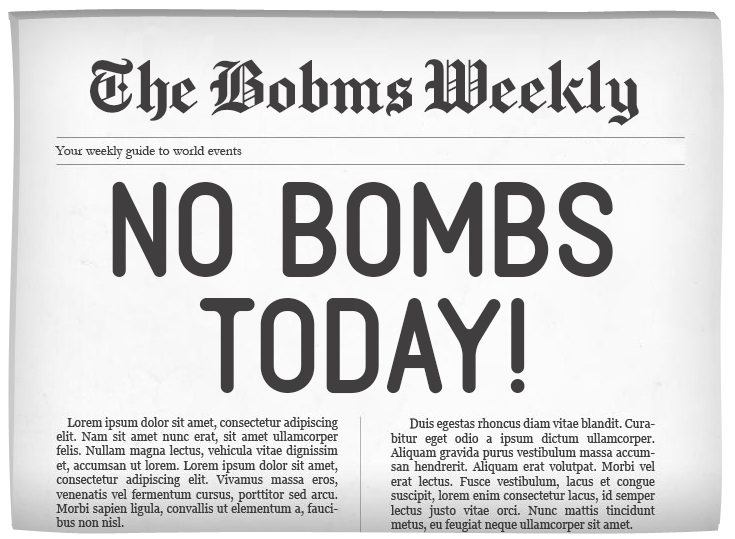 The Bobms Weekly
Your weekly guide to world events
NO BOMBS
TODAY!
Lorem ipsum dolor sit amet, consectetur adipiscing
elit. Nam sit amet nunc erat, sit amet ullamcorper
felis. Nullam magna lectus, vehicula vitae dignissim
et, accumsan ut lorem. Lorem ipsum dolor sit amet,
consectetur adipiscing elit. Vivamus massa eros,
venenatis vel fermentum cursus, porttitor sed arcu.
Morbi sapien ligula, convallis ut elementum a, fauci-
bus non nisl.
Duis egestas rhoncus diam vitae blandit. Cura-
bitur eget odio a ipsum dictum ullamcorper.
Aliquam gravida purus vestibulum massa accum-
san hendrerit. Aliquam erat volutpat. Morbi vel
erat lectus. Fusce vestibulum, lacus et congue
suscipit, lorem enim consectetur lacus, id semper
lectus justo vitae orci. Nunc mattis tincidunt
metus, eu feugiat neque ullamcorper sit amet.